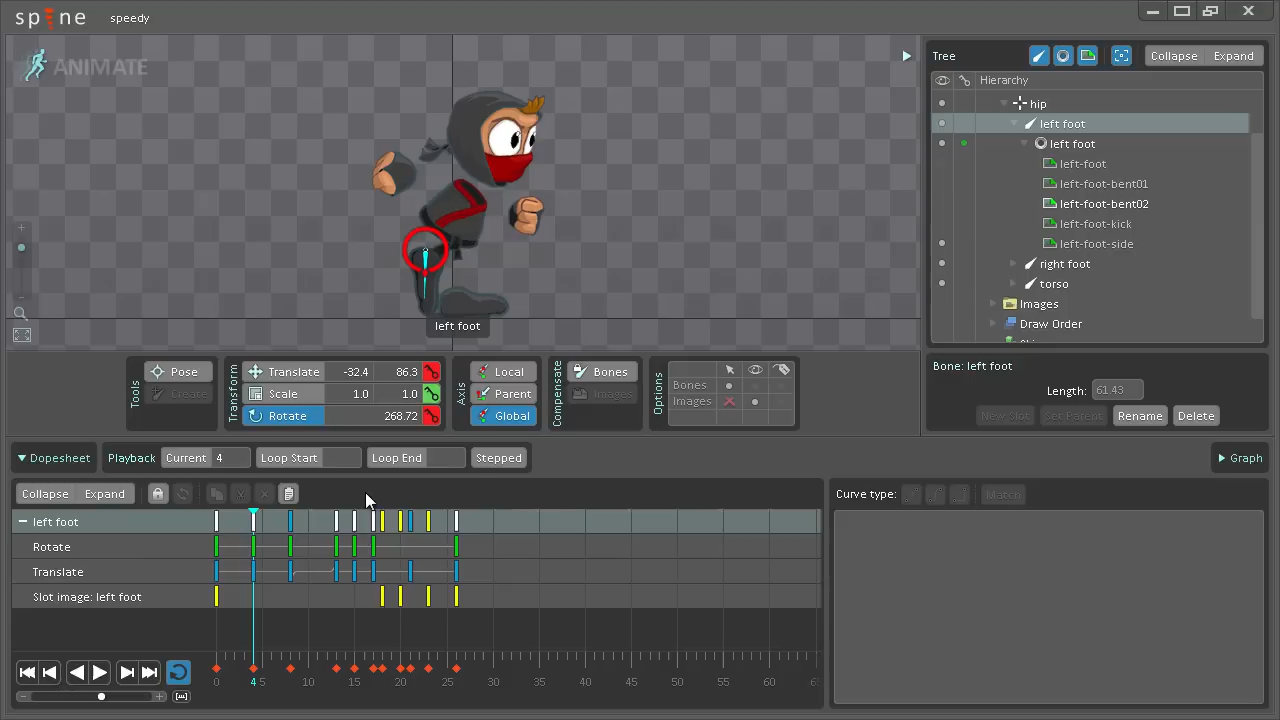 spine speedy
ANIMATE
Tree Collapse Expand
Hierarchy
hip
left foot
left foot
left-foot
left-foot-bent01
left-foot-bent02
left-foot-kick
left-foot-side
right foot
torso
Images
Draw Order
left foot
Tools
Pose
Create
Transform
Translate -32.4 86.3
Scale 1.0 1.0
Rotate 268.72
Axis
Local
Parent
Global
Compensate
Bones
Images
Options
Bones
Images
Bone: left foot
Length: 61.43
New Slot Set Parent Rename Delete
Dopesheet Playback Current 4 Loop Start Loop End Stepped Graph
Collapse Expand
Curve type: Match
left foot
Rotate
Translate
Slot image: left foot
0 4 5 10 15 20 25 30 35 40 45 50 55 60